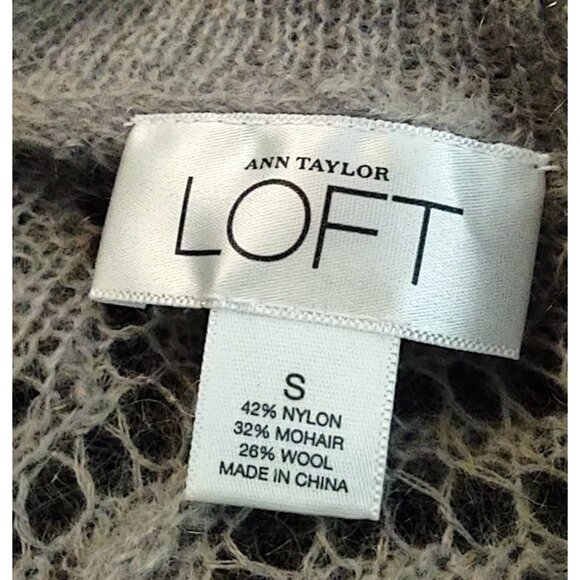 ANN TAYLOR
LOFT
S
42% NYLON
32% MOHAIR
26% WOOL
MADE IN CHINA